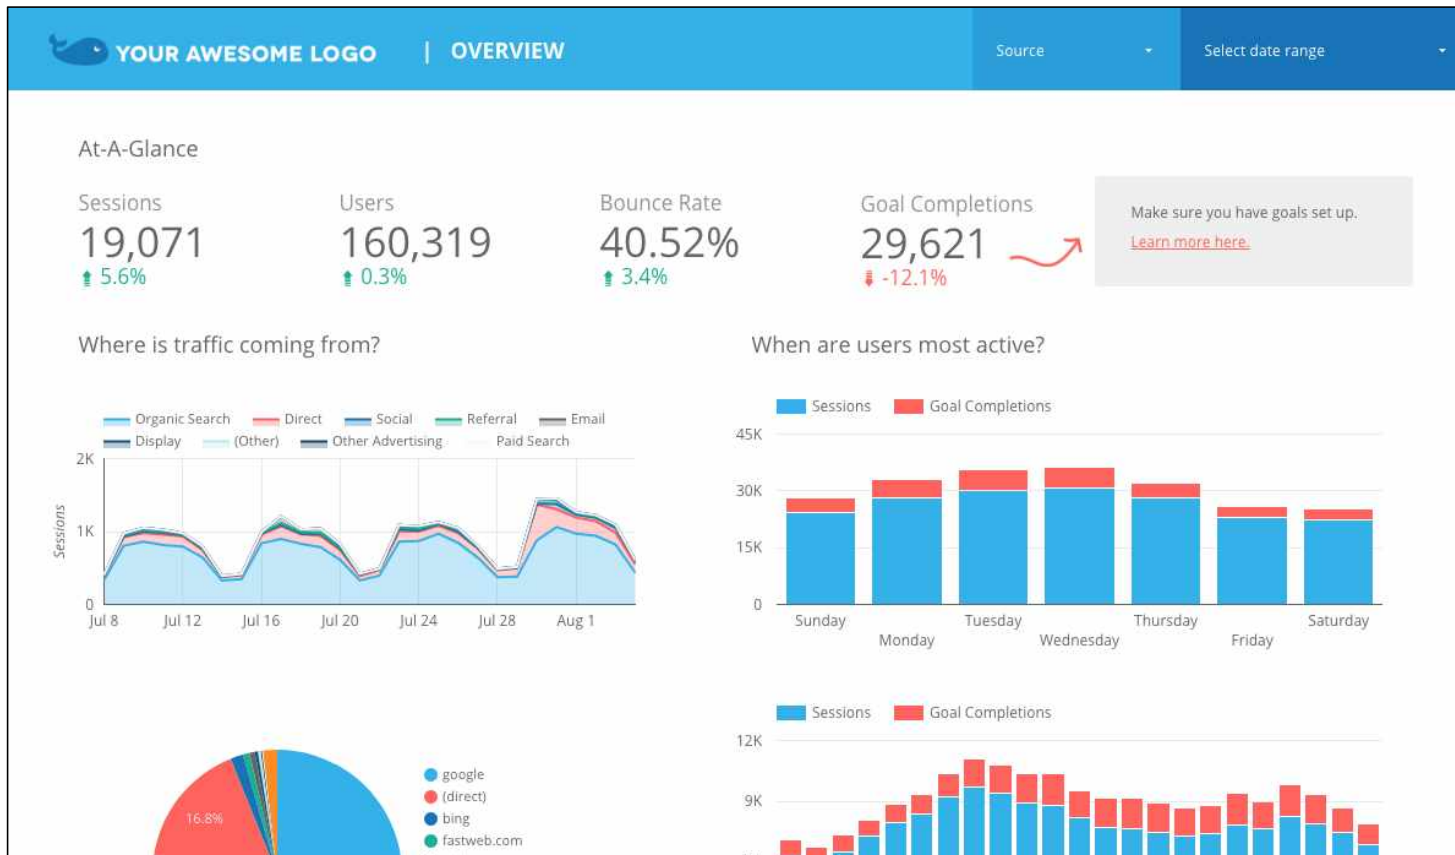 YOUR AWESOME LOGO | OVERVIEW
Source
Select date range
At-A-Glance
Sessions
19,071
5.6%
Users
160,319
0.3%
Bounce Rate
40.52%
3.4%
Goal Completions
29,621
-12.1%
Make sure you have goals set up.
Learn more here.
Where is traffic coming from?
Organic Search Direct Social Referral Email
Display (Other) Other Advertising Paid Search
2K
1K
0
Sessions
Jul 8 Jul 12 Jul 16 Jul 20 Jul 24 Jul 28 Aug 1
When are users most active?
Sessions Goal Completions
45K
30K
15K
0
Sunday Monday Tuesday Wednesday Thursday Friday Saturday
16.8%
google
(direct)
bing
fastweb.com
Sessions Goal Completions
12K
9K